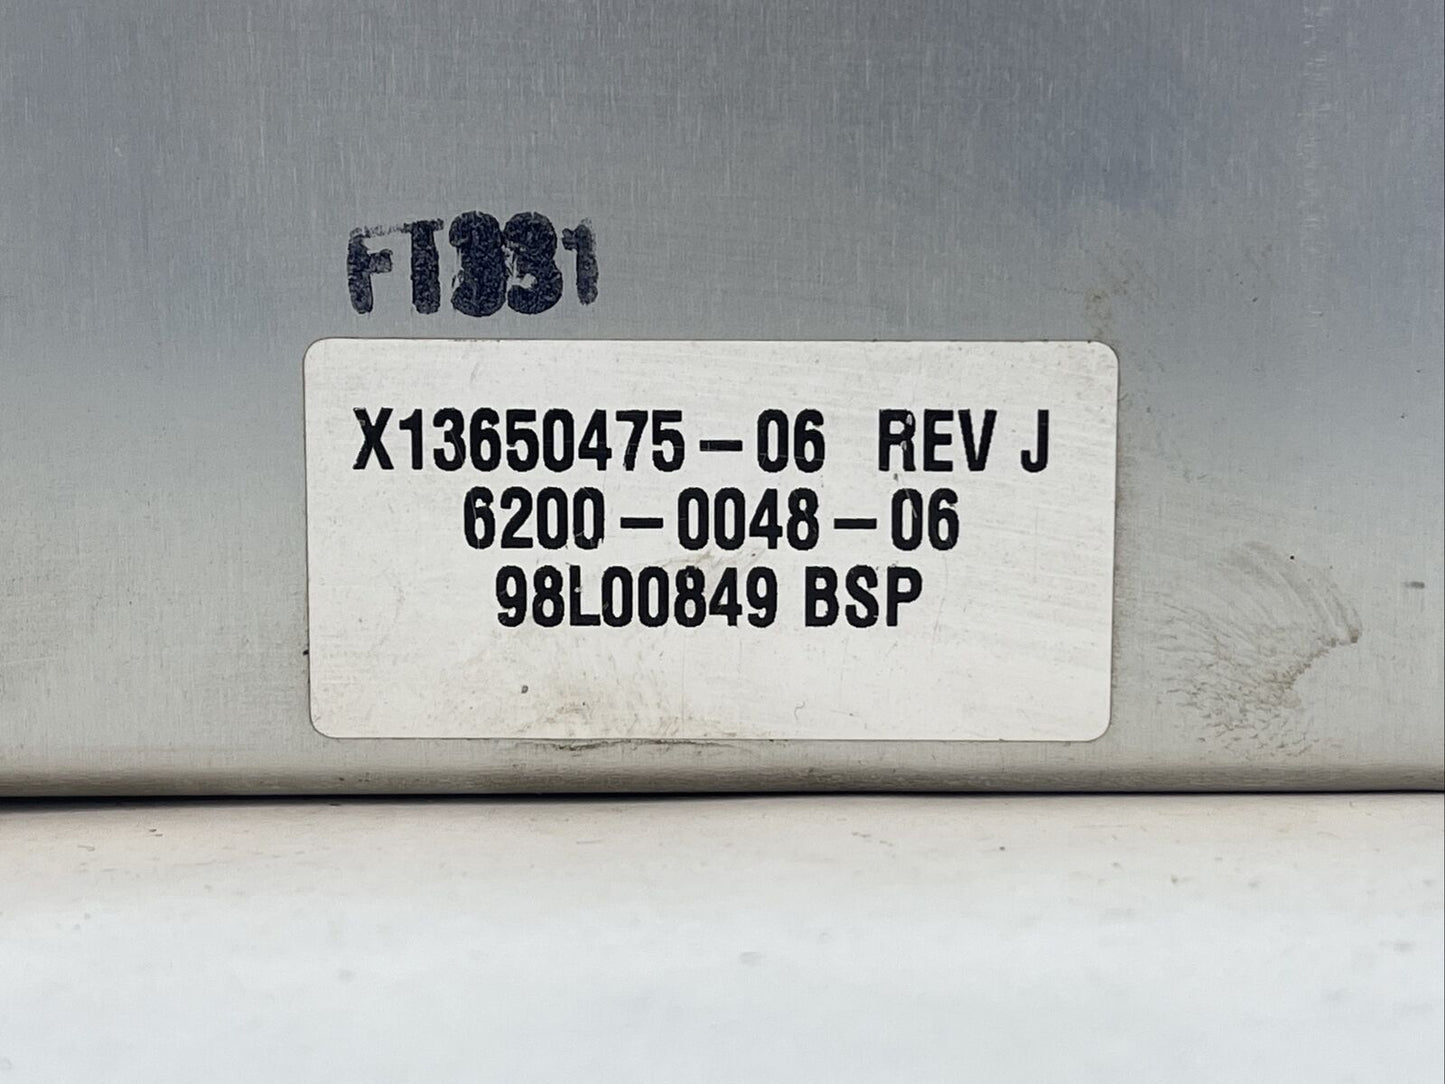 FT331
X13650475-06 REV J
6200-0048-06
98L00849 BSP